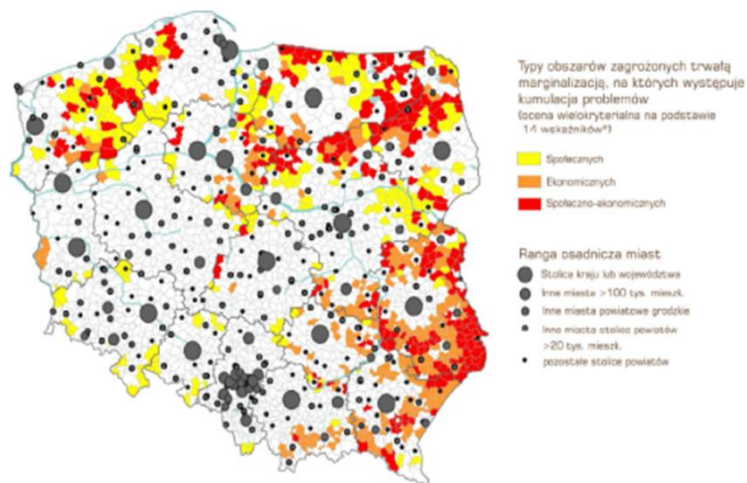 Typy obszarów zagrożonych trwałą
marginalizacją, na których występuje
kumulacja problemów
(ocena wielokryterialna na podstawie
14 wskaźników*)
Społecznych
Ekonomicznych
Społeczno-ekonomicznych
Ranga osadnicza miast
Stolica kraju lub województwa
Inne miasta >100 tys. mieszk.
Inne miasta powiatowe grodzkie
Inne miasta stolice powiatów
>20 tys. mieszk.
pozostałe stolice powiatów